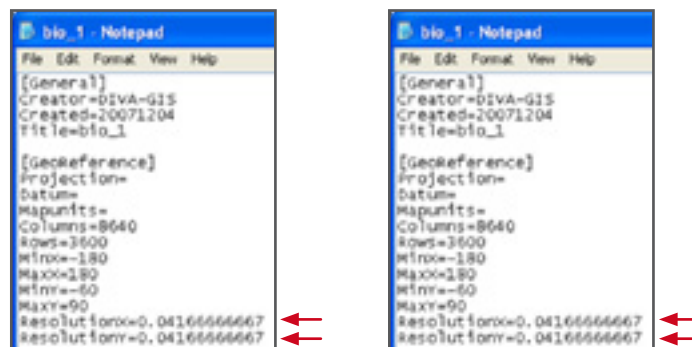 bio_1 - Notepad
File Edit Format View Help
[General]
Creator=DIVA-GIS
Created=20071204
Title=bio_1
[GeoReference]
Projection=
Datum=
Mapunits=
Columns=8640
Rows=3600
MinX=-180
MaxX=180
MinY=-60
MaxY=90
ResolutionX=0.04166666667
ResolutionY=0.04166666667
bio_1 - Notepad
File Edit Format View Help
[General]
Creator=DIVA-GIS
Created=20071204
Title=bio_1
[GeoReference]
Projection=
Datum=
Mapunits=
Columns=8640
Rows=3600
MinX=-180
MaxX=180
MinY=-60
MaxY=90
ResolutionX=0.04166666667
ResolutionY=0.04166666667